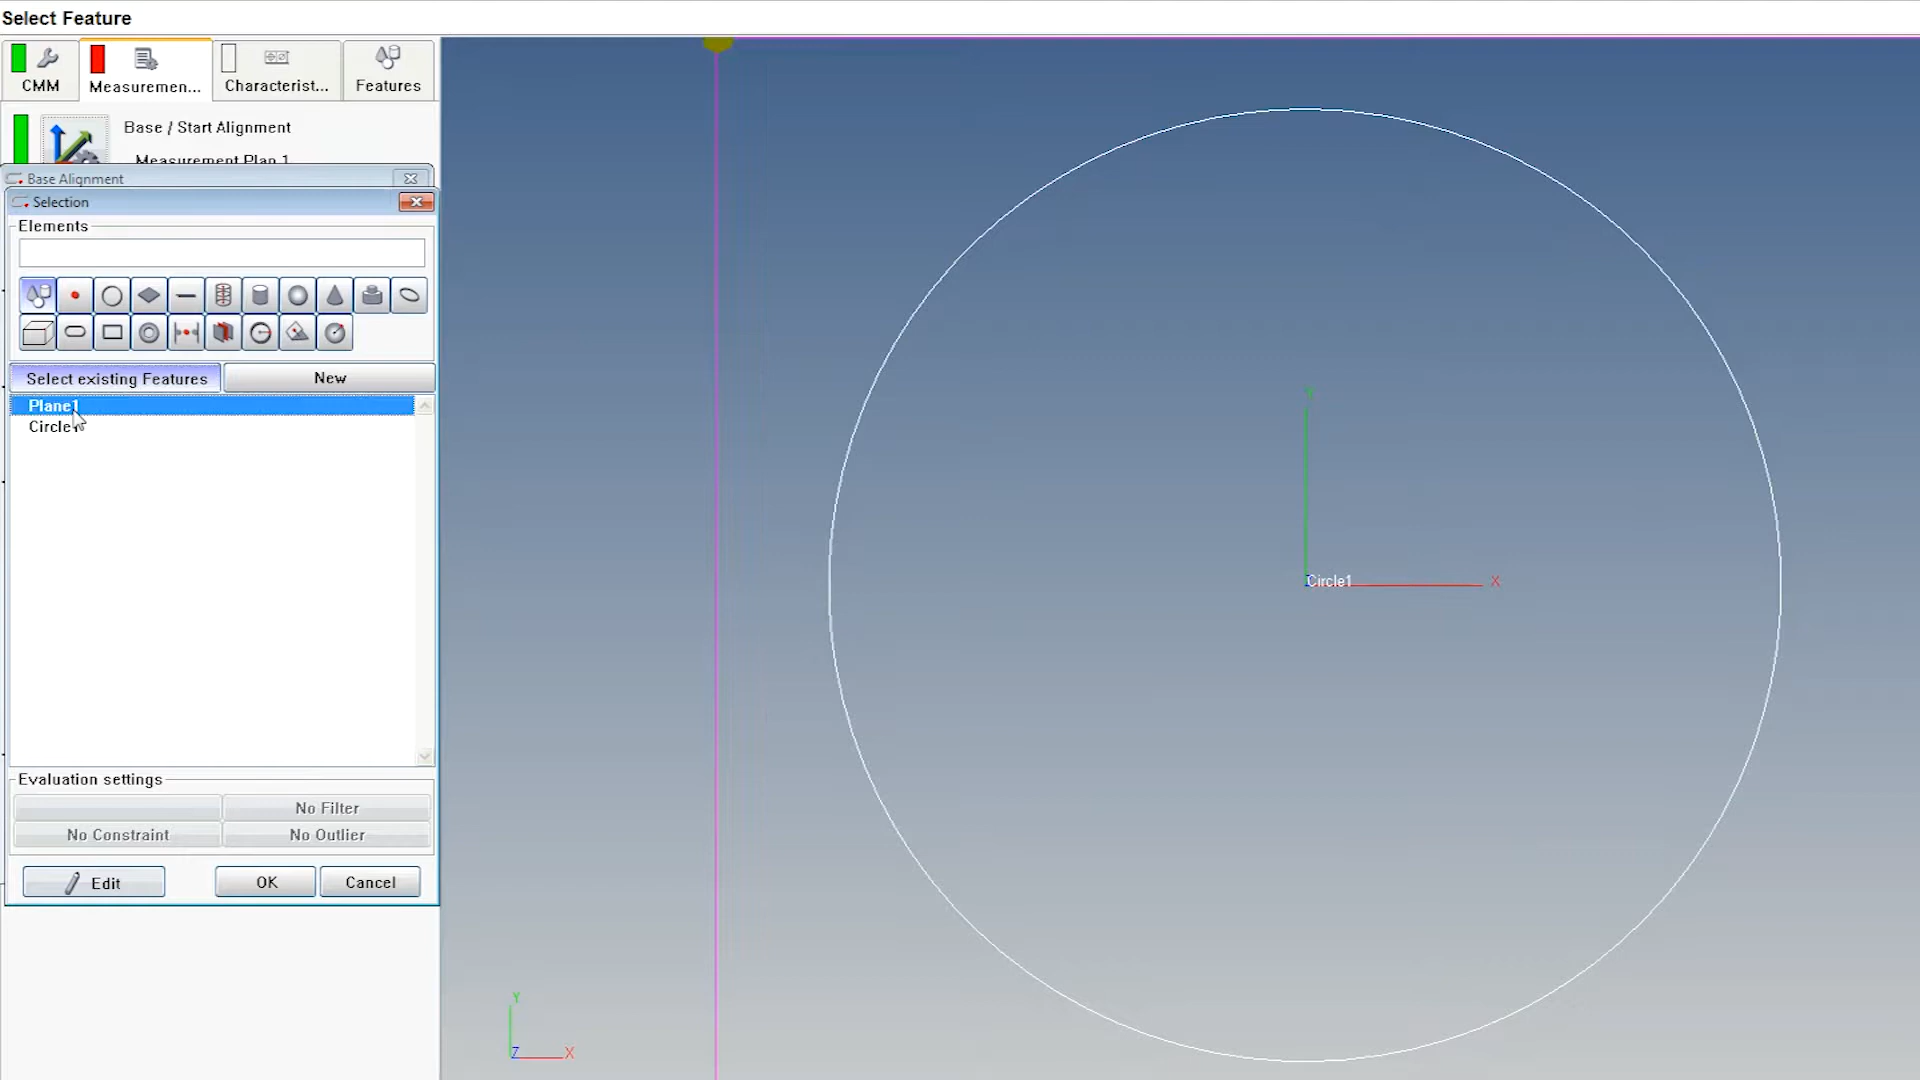 Select Feature
CMM
Measuremen...
Characterist...
Features
Base / Start Alignment
Measurement Plan 1
Base Alignment
Selection
Elements
Select existing Features
New
Plane1
Circle1
Evaluation settings
No Filter
No Constraint
No Outlier
Edit
OK
Cancel
Y
Circle1
X
Y
Z
X